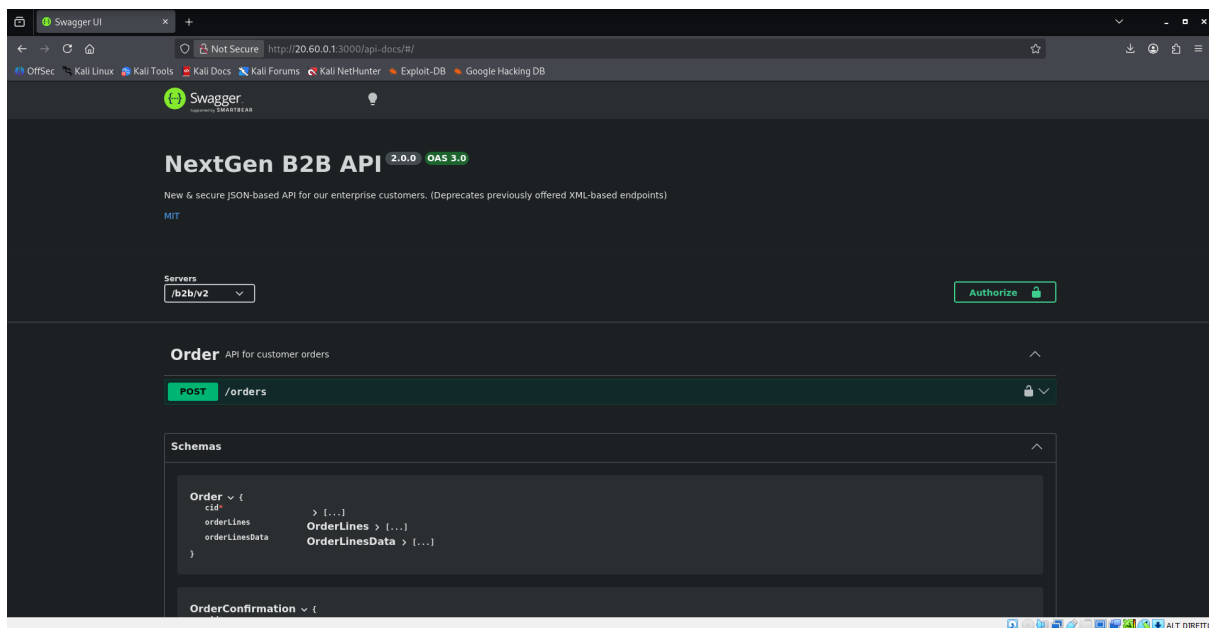 Swagger UI
Not Secure http://20.60.0.1:3000/api-docs/#/
OffSec Kali Linux Kali Tools Kali Docs Kali Forums Kali NetHunter Exploit-DB Google Hacking DB
Swagger.
Supported by SMARTBEAR
NextGen B2B API 2.0.0 OAS 3.0
New & secure JSON-based API for our enterprise customers. (Deprecates previously offered XML-based endpoints)
MIT
Servers
/b2b/v2
Authorize
Order API for customer orders
POST /orders
Schemas
Order {
cid* > [...]
orderLines OrderLines > [...]
orderLinesData OrderLinesData > [...]
}
OrderConfirmation {